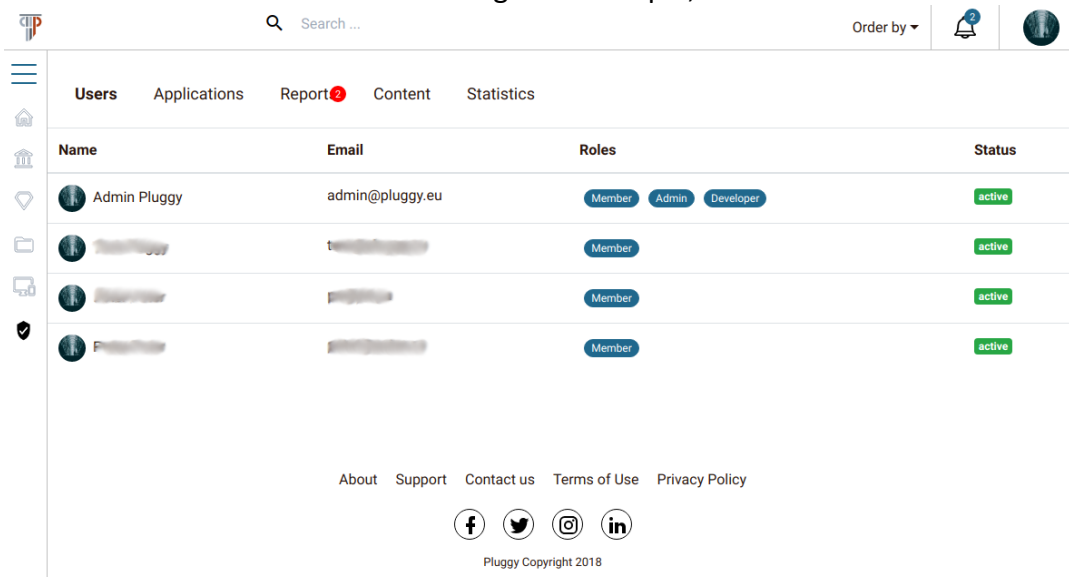 Search ...
Order by
2
Users Applications Report 2 Content Statistics
Name Email Roles Status
Admin Pluggy admin@pluggy.eu Member Admin Developer active
Member active
Member active
Member active
About Support Contact us Terms of Use Privacy Policy
Pluggy Copyright 2018